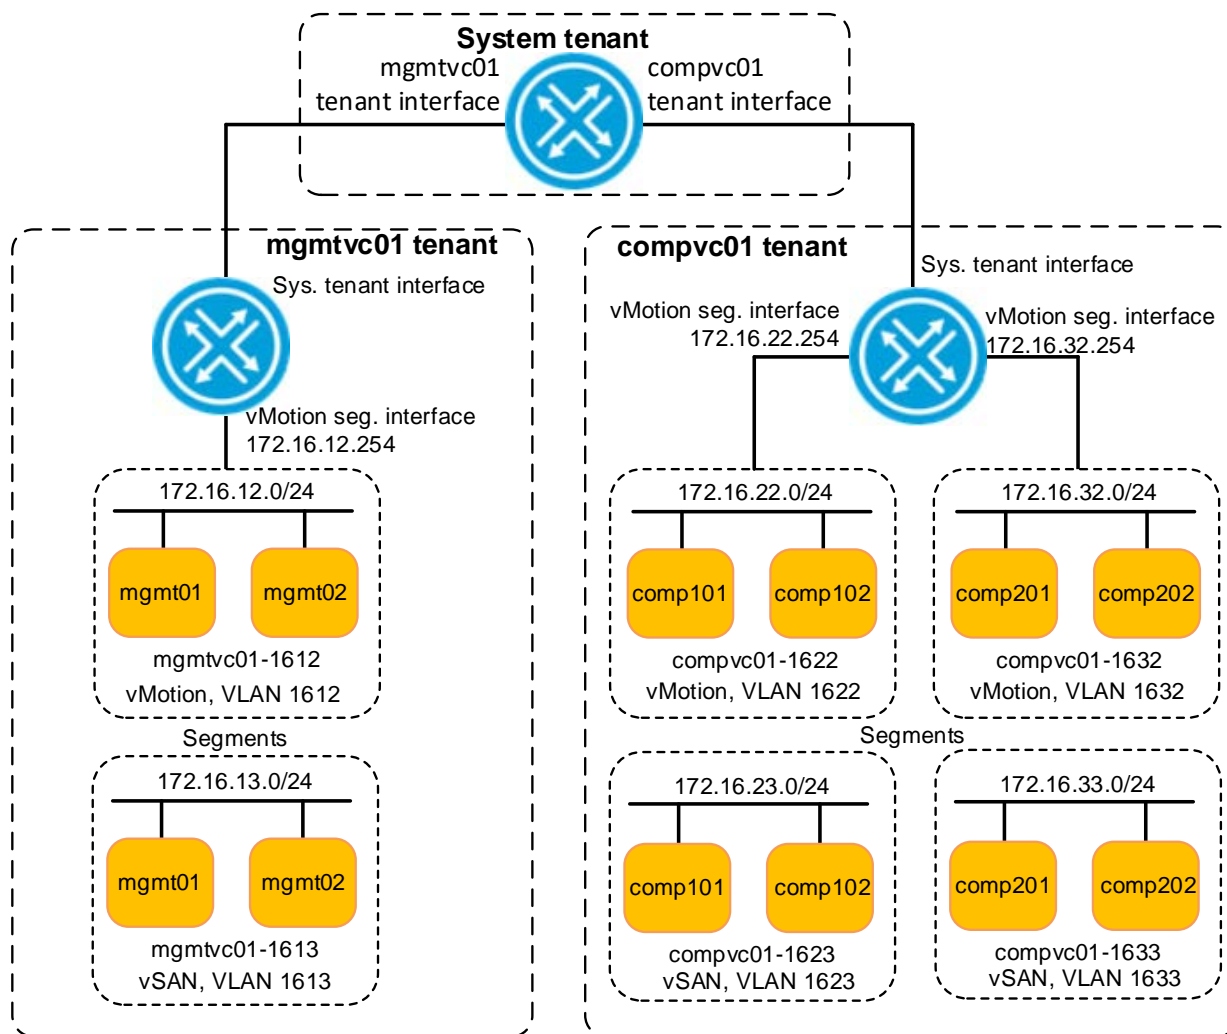 System tenant
mgmtvc01
tenant interface
compvc01
tenant interface
mgmtvc01 tenant
Sys. tenant interface
vMotion seg. interface
172.16.12.254
172.16.12.0/24
mgmt01
mgmt02
mgmtvc01-1612
vMotion, VLAN 1612
Segments
172.16.13.0/24
mgmt01
mgmt02
mgmtvc01-1613
vSAN, VLAN 1613
compvc01 tenant
Sys. tenant interface
vMotion seg. interface
172.16.22.254
vMotion seg. interface
172.16.32.254
172.16.22.0/24
comp101
comp102
compvc01-1622
vMotion, VLAN 1622
172.16.32.0/24
comp201
comp202
compvc01-1632
vMotion, VLAN 1632
Segments
172.16.23.0/24
comp101
comp102
compvc01-1623
vSAN, VLAN 1623
172.16.33.0/24
comp201
comp202
compvc01-1633
vSAN, VLAN 1633